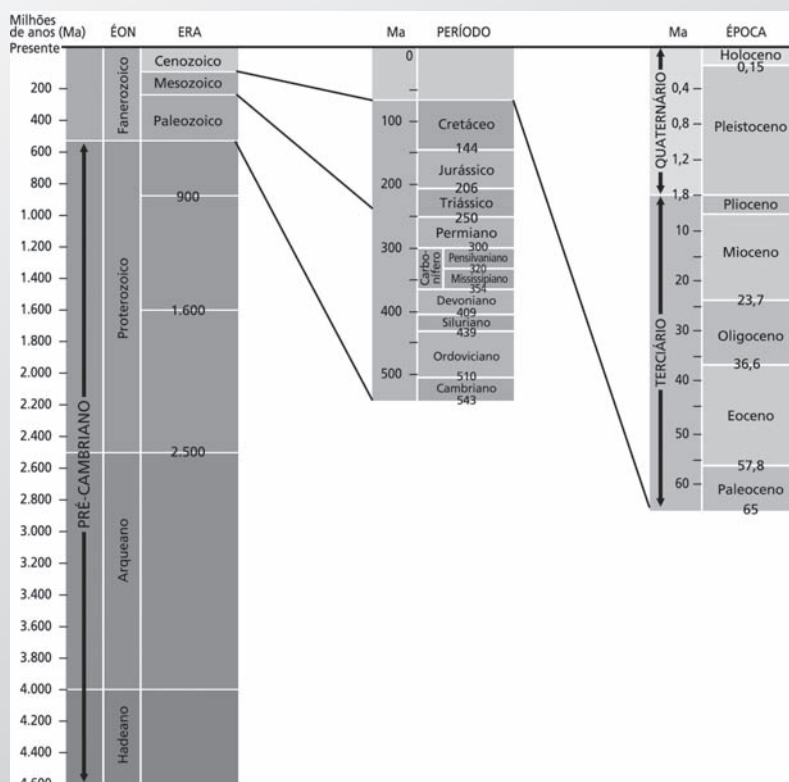 Milhões
de anos (Ma)
ÉON
ERA
Presente
200
400
600
800
1.000
1.200
1.400
1.600
1.800
2.000
2.200
2.400
2.600
2.800
3.000
3.200
3.400
3.600
3.800
4.000
4.200
4.400
4.600
PRÉ-CAMBRIANO
Fanerozoico
Proterozoico
Arqueano
Hadeano
Cenozoico
Mesozoico
Paleozoico
900
1.600
2.500
Ma
PERÍODO
0
100
200
300
400
500
Cretáceo
144
Jurássico
206
Triássico
250
Permiano
300
Carbo-
nífero
Pensilvaniano
320
Mississipiano
354
Devoniano
409
Siluriano
439
Ordoviciano
510
Cambriano
543
Ma
ÉPOCA
QUATERNÁRIO
TERCIÁRIO
0,4
0,8
1,2
1,8
10
20
30
40
50
60
Holoceno
0,15
Pleistoceno
Plioceno
Mioceno
23,7
Oligoceno
36,6
Eoceno
57,8
Paleoceno
65